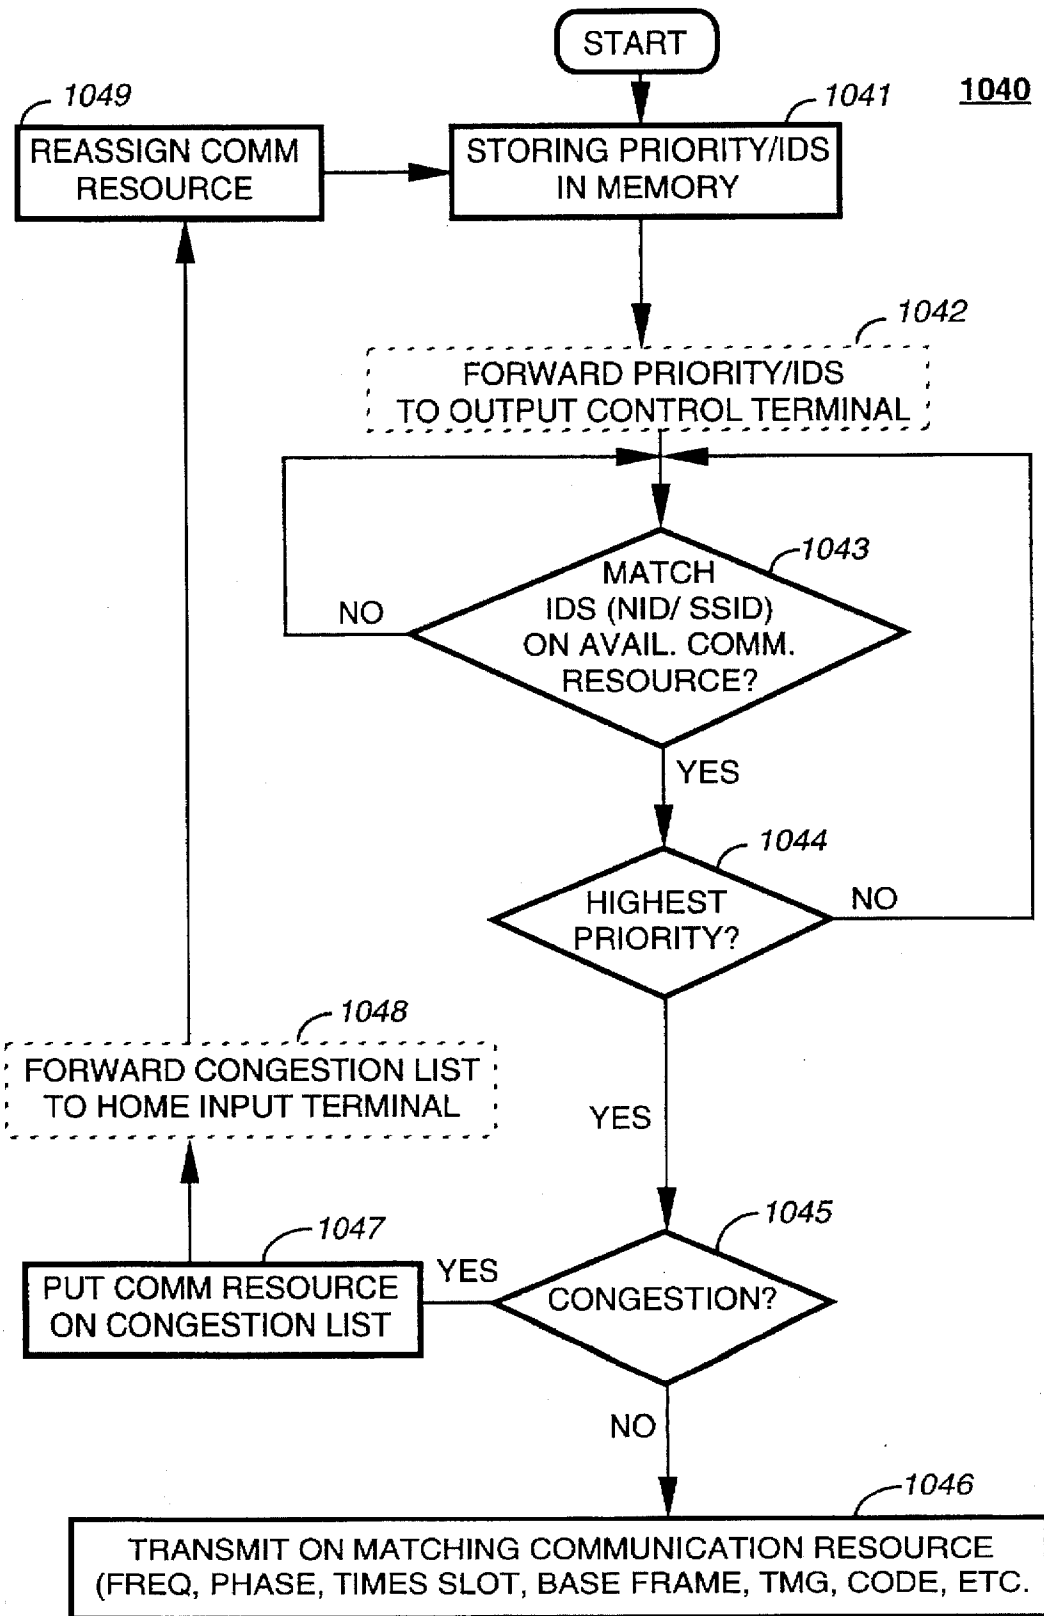 START
1040
1049
REASSIGN COMM
RESOURCE
1041
STORING PRIORITY/IDS
IN MEMORY
1042
FORWARD PRIORITY/IDS
TO OUTPUT CONTROL TERMINAL
1043
MATCH
IDS (NID/ SSID)
ON AVAIL. COMM.
RESOURCE?
NO
YES
1044
HIGHEST
PRIORITY?
NO
YES
1048
FORWARD CONGESTION LIST
TO HOME INPUT TERMINAL
1047
PUT COMM RESOURCE
ON CONGESTION LIST
YES
1045
CONGESTION?
NO
1046
TRANSMIT ON MATCHING COMMUNICATION RESOURCE
(FREQ, PHASE, TIMES SLOT, BASE FRAME, TMG, CODE, ETC.